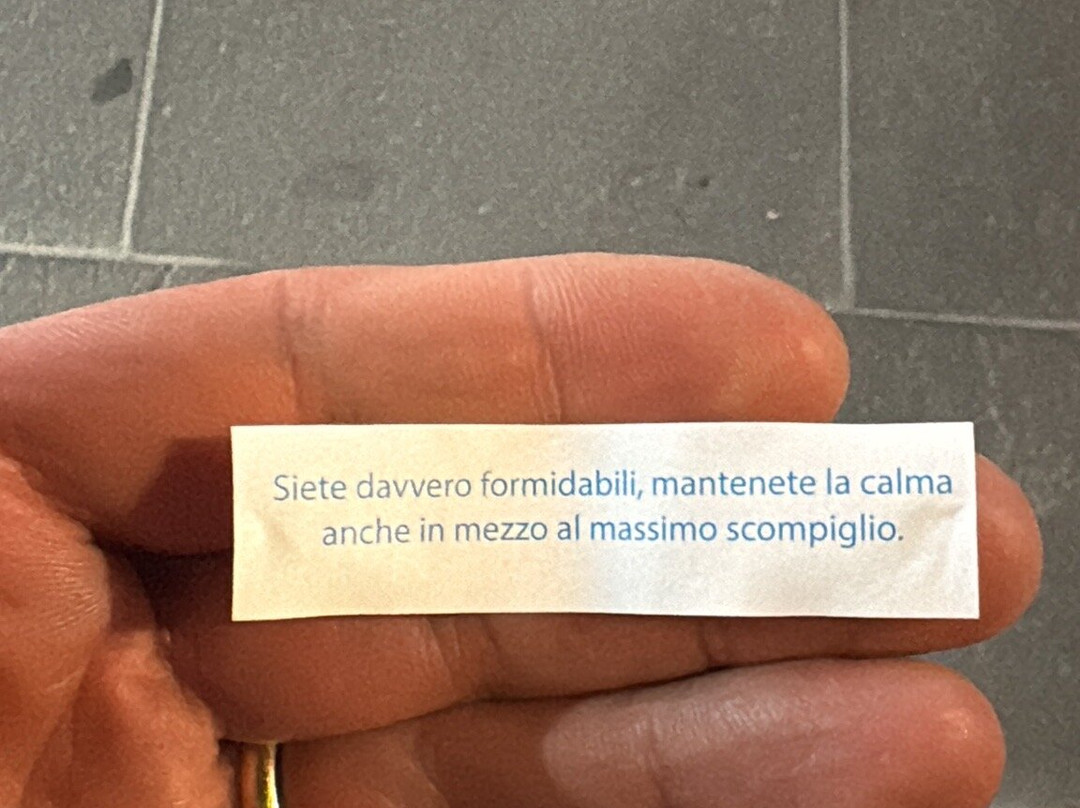 Siete davvero formidabili, mantenete la calma
anche in mezzo al massimo scompiglio.